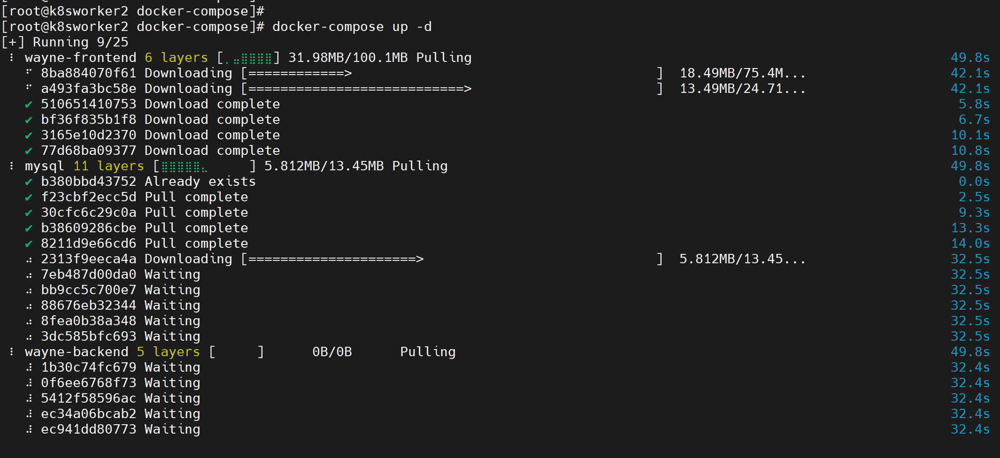 [root@k8sworker2 docker-compose]#
[root@k8sworker2 docker-compose]# docker-compose up -d
[+] Running 9/25
 ⠸ wayne-frontend 6 layers [⡀⣤⣿⣿⣿⣿] 31.98MB/100.1MB Pulling 49.8s
   ⠋ 8ba884070f61 Downloading [============> ] 18.49MB/75.4M... 42.1s
   ⠋ a493fa3bc58e Downloading [===========================> ] 13.49MB/24.71... 42.1s
   ✔ 510651410753 Download complete 5.8s
   ✔ bf36f835b1f8 Download complete 6.7s
   ✔ 3165e10d2370 Download complete 10.1s
   ✔ 77d68ba09377 Download complete 10.8s
 ⠸ mysql 11 layers [⣿⣿⣿⣿⣿⣄     ] 5.812MB/13.45MB Pulling 49.8s
   ✔ b380bbd43752 Already exists 0.0s
   ✔ f23cbf2ecc5d Pull complete 2.5s
   ✔ 30cfc6c29c0a Pull complete 9.3s
   ✔ b38609286cbe Pull complete 13.3s
   ✔ 8211d9e66cd6 Pull complete 14.0s
   ⠴ 2313f9eeca4a Downloading [=====================> ] 5.812MB/13.45... 32.5s
   ⠴ 7eb487d00da0 Waiting 32.5s
   ⠴ bb9cc5c700e7 Waiting 32.5s
   ⠴ 88676eb32344 Waiting 32.5s
   ⠴ 8fea0b38a348 Waiting 32.5s
   ⠴ 3dc585bfc693 Waiting 32.5s
 ⠸ wayne-backend 5 layers [     ] 0B/0B Pulling 49.8s
   ⠼ 1b30c74fc679 Waiting 32.4s
   ⠼ 0f6ee6768f73 Waiting 32.4s
   ⠼ 5412f58596ac Waiting 32.4s
   ⠼ ec34a06bcab2 Waiting 32.4s
   ⠼ ec941dd80773 Waiting 32.4s